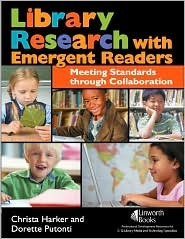 Library
Research with
Emergent Readers
Meeting Standards
through Collaboration
Christa Harker and
Dorette Putonti
Linworth
Books